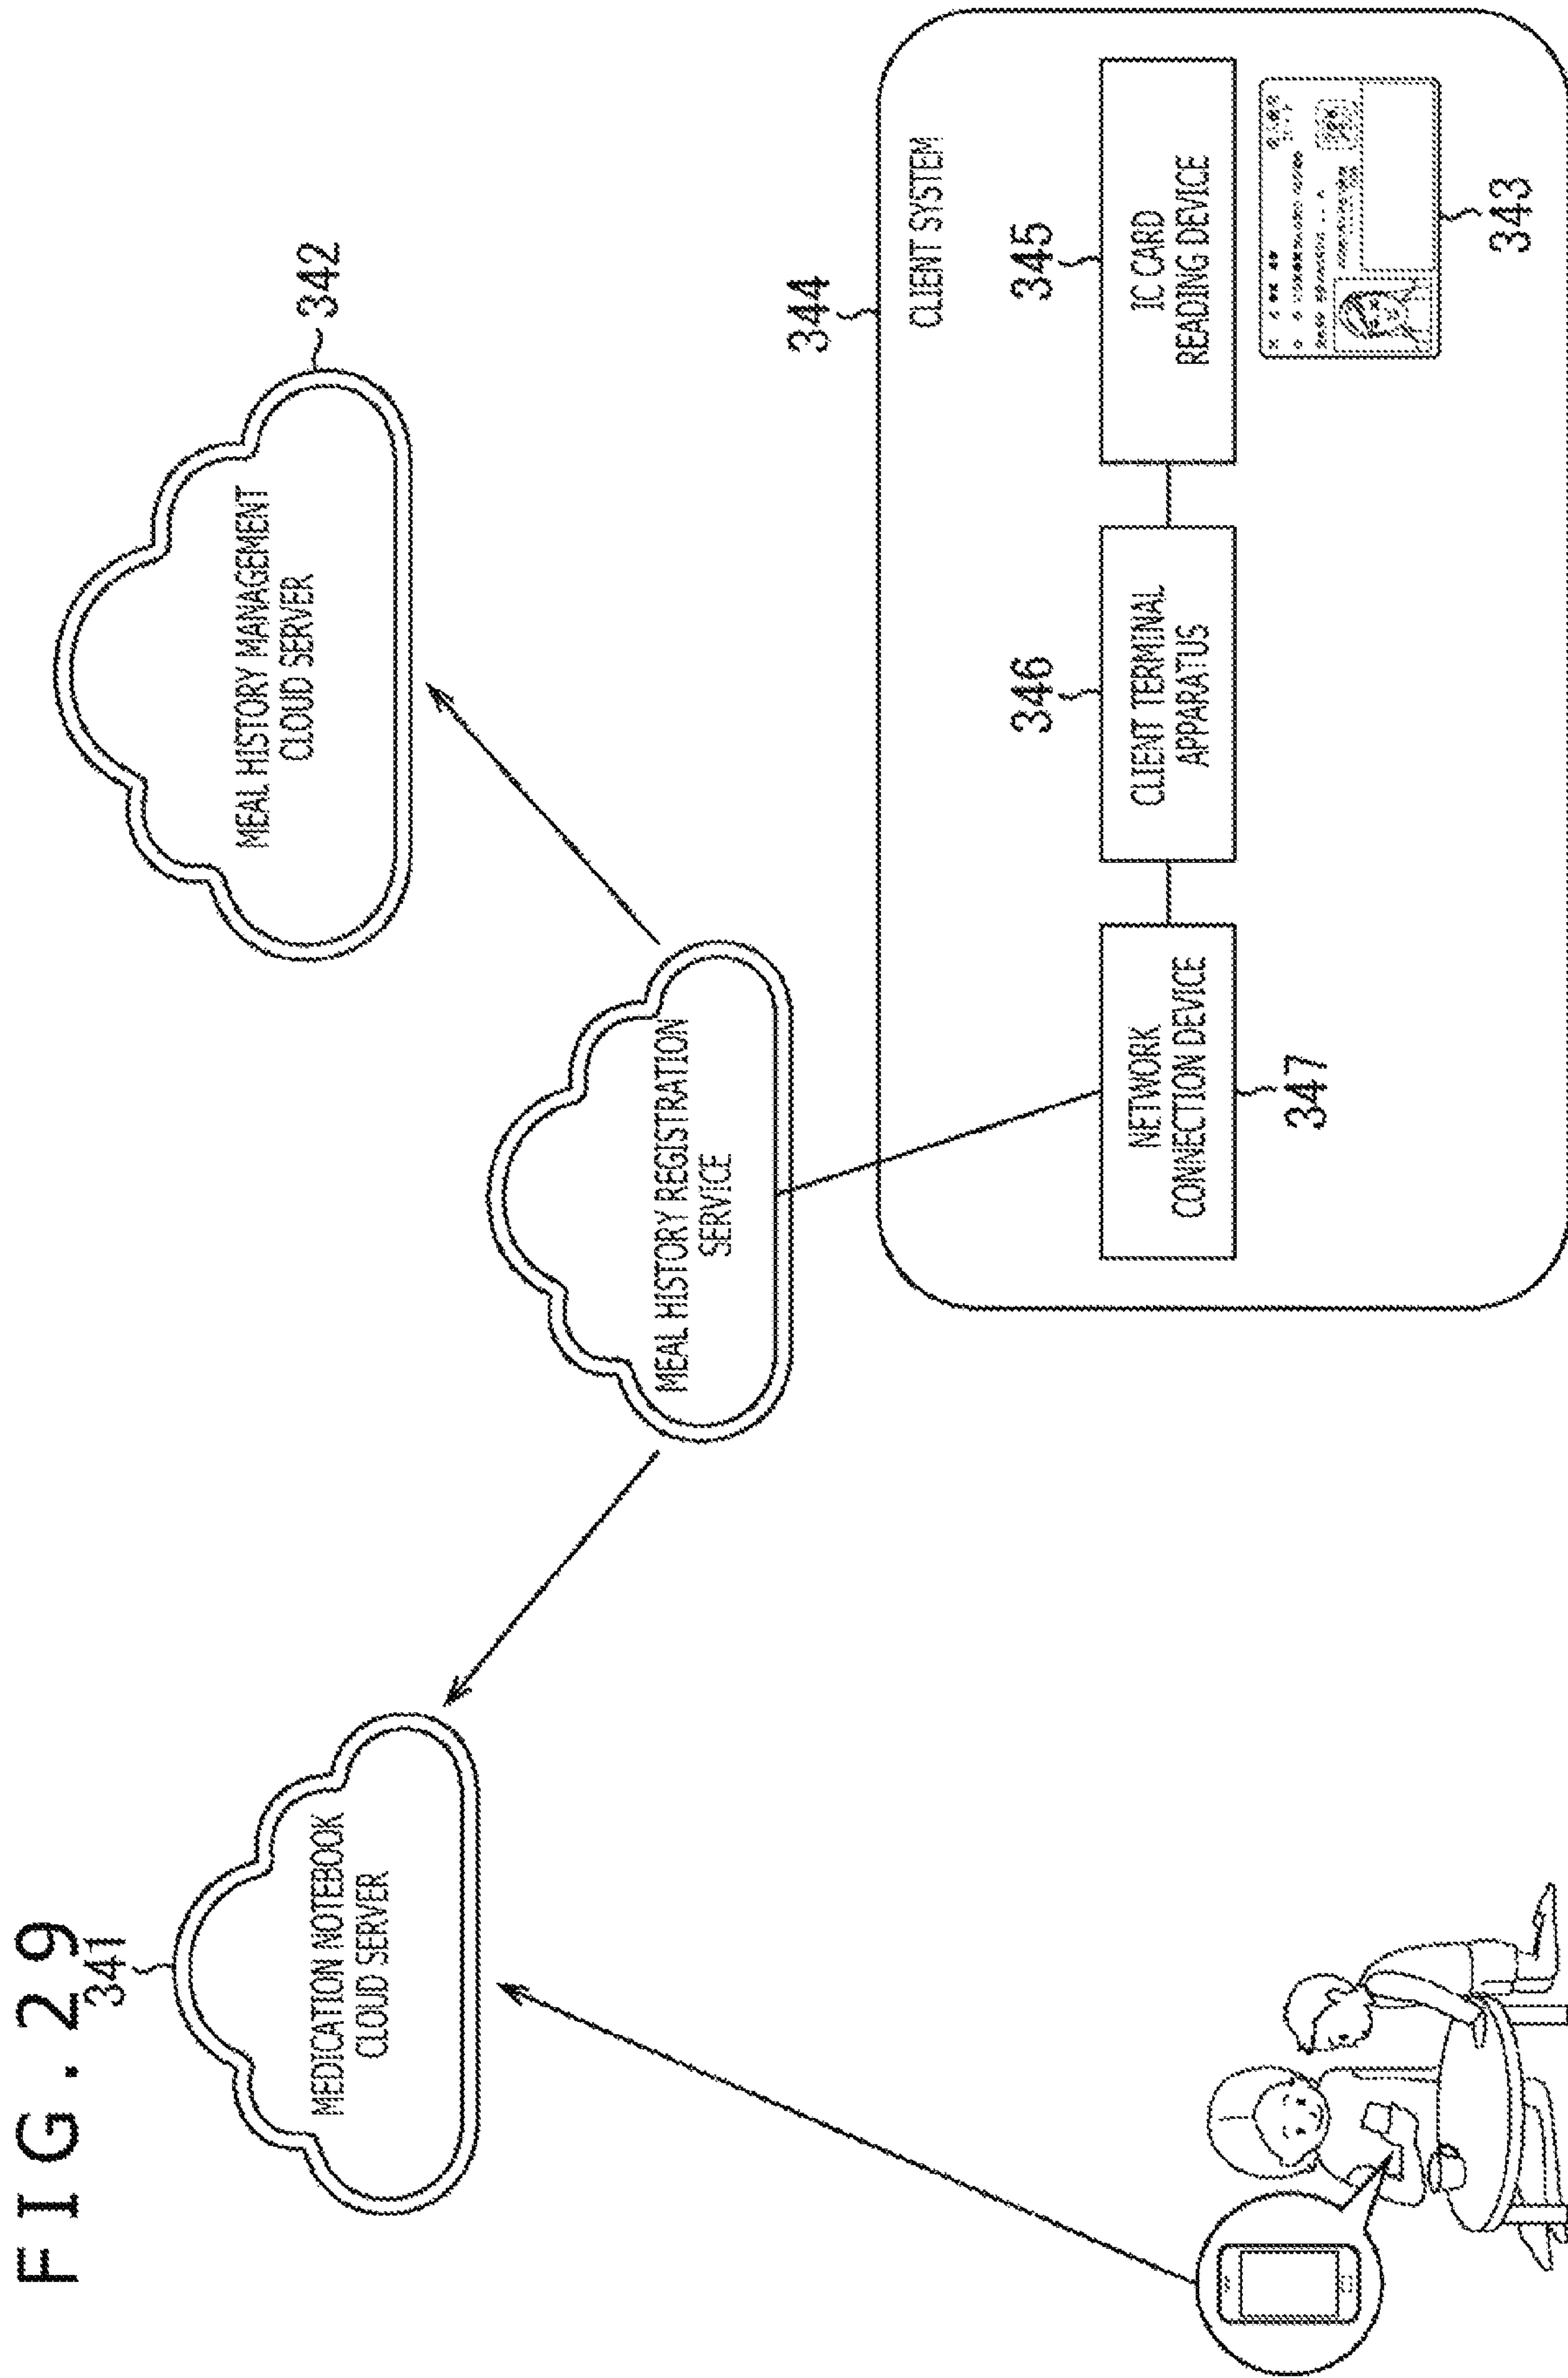 FIG. 29
341
MEDICATION NOTEBOOK
CLOUD SERVER
342
MEAL HISTORY MANAGEMENT
CLOUD SERVER
MEAL HISTORY REGISTRATION
SERVICE
344
CLIENT SYSTEM
347
NETWORK
CONNECTION DEVICE
346
CLIENT TERMINAL
APPARATUS
345
IC CARD
READING DEVICE
343